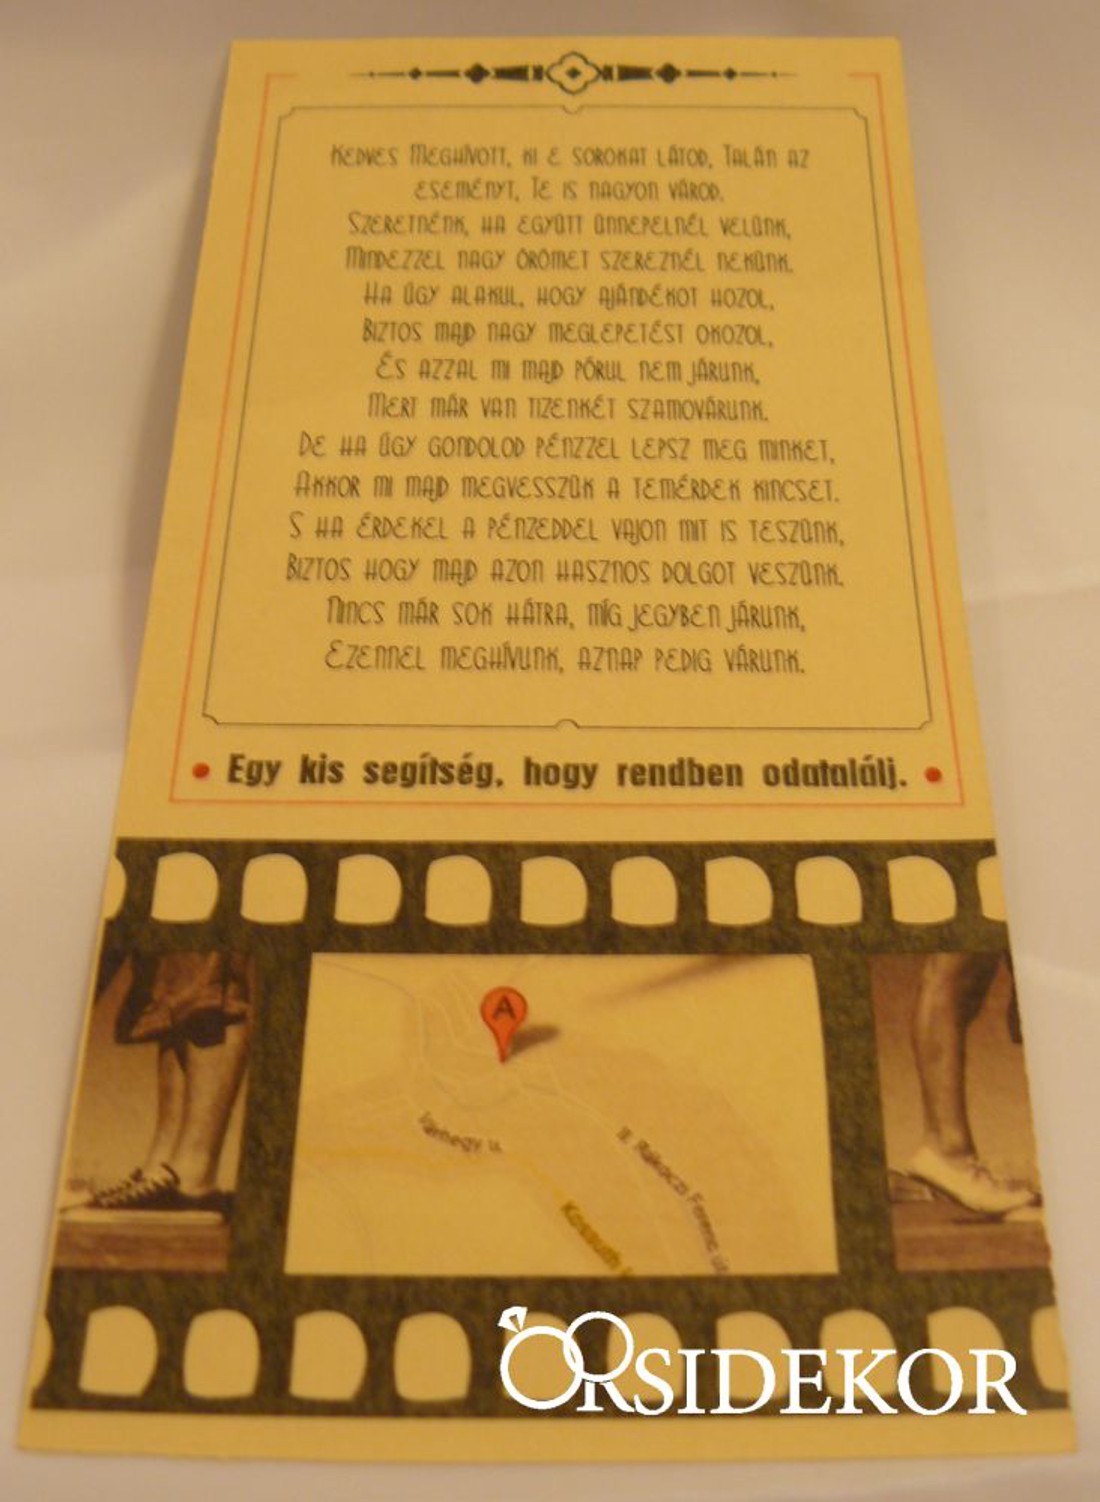 Kedves Meghívott, ki e sorokat látod, Talán az
eseményt, Te is nagyon várod.
Szeretnénk, ha együtt ünnepelnél velünk,
Mindezzel nagy örömet szereznél nekünk.
Ha úgy alakul, hogy ajándékot hozol,
Biztos majd nagy meglepetést okozol,
És azzal mi majd pórul nem járunk,
Mert már van tizenkét szamovárunk.
De ha úgy gondolod pénzzel lepsz meg minket,
Akkor mi majd megvesszük a temérdek kincset.
S ha érdekel a pénzeddel vajon mit is teszünk,
Biztos hogy majd azon hasznos dolgot veszünk.
Nincs már sok hátra, míg jegyben járunk,
Ezennel meghívunk, aznap pedig várunk.
• Egy kis segítség, hogy rendben odatalálj. •
A
Várhegy u.
II. Rákóczi Ferenc út
Kossuth
ORSIDEKOR